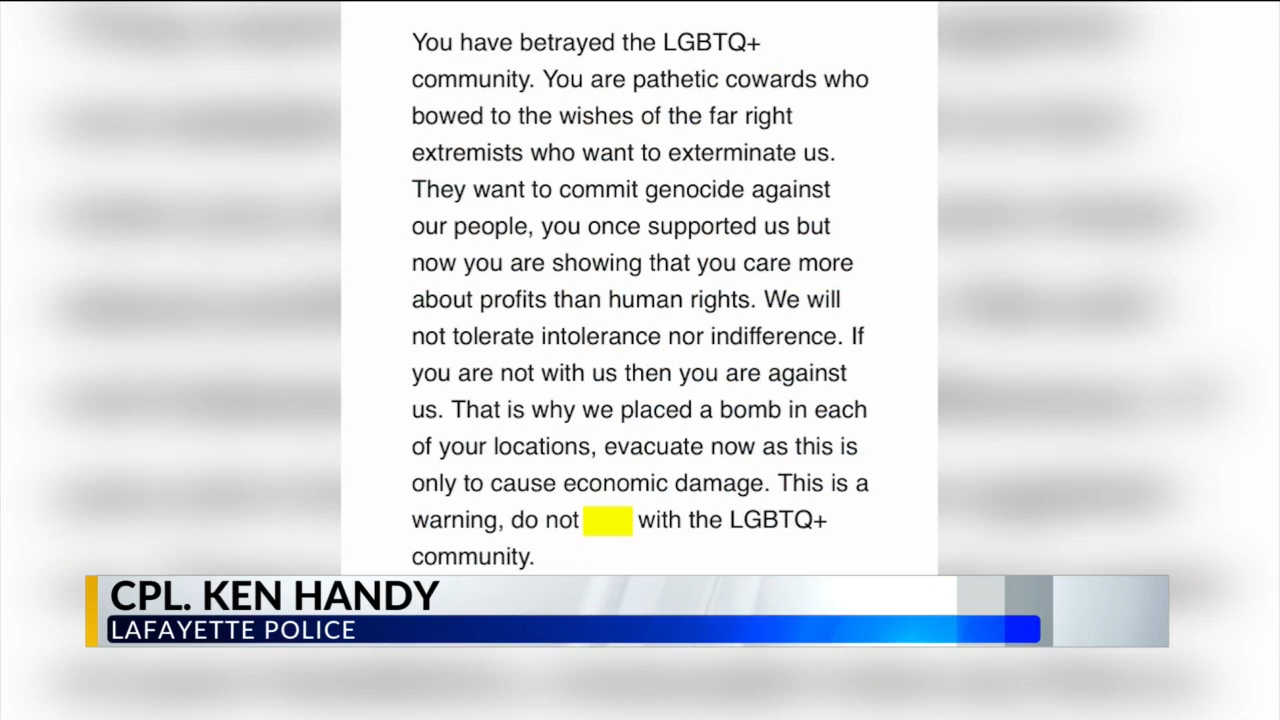 You have betrayed the LGBTQ+
community. You are pathetic cowards who
bowed to the wishes of the far right
extremists who want to exterminate us.
They want to commit genocide against
our people, you once supported us but
now you are showing that you care more
about profits than human rights. We will
not tolerate intolerance nor indifference. If
you are not with us then you are against
us. That is why we placed a bomb in each
of your locations, evacuate now as this is
only to cause economic damage. This is a
warning, do not with the LGBTQ+
community.
CPL. KEN HANDY
LAFAYETTE POLICE